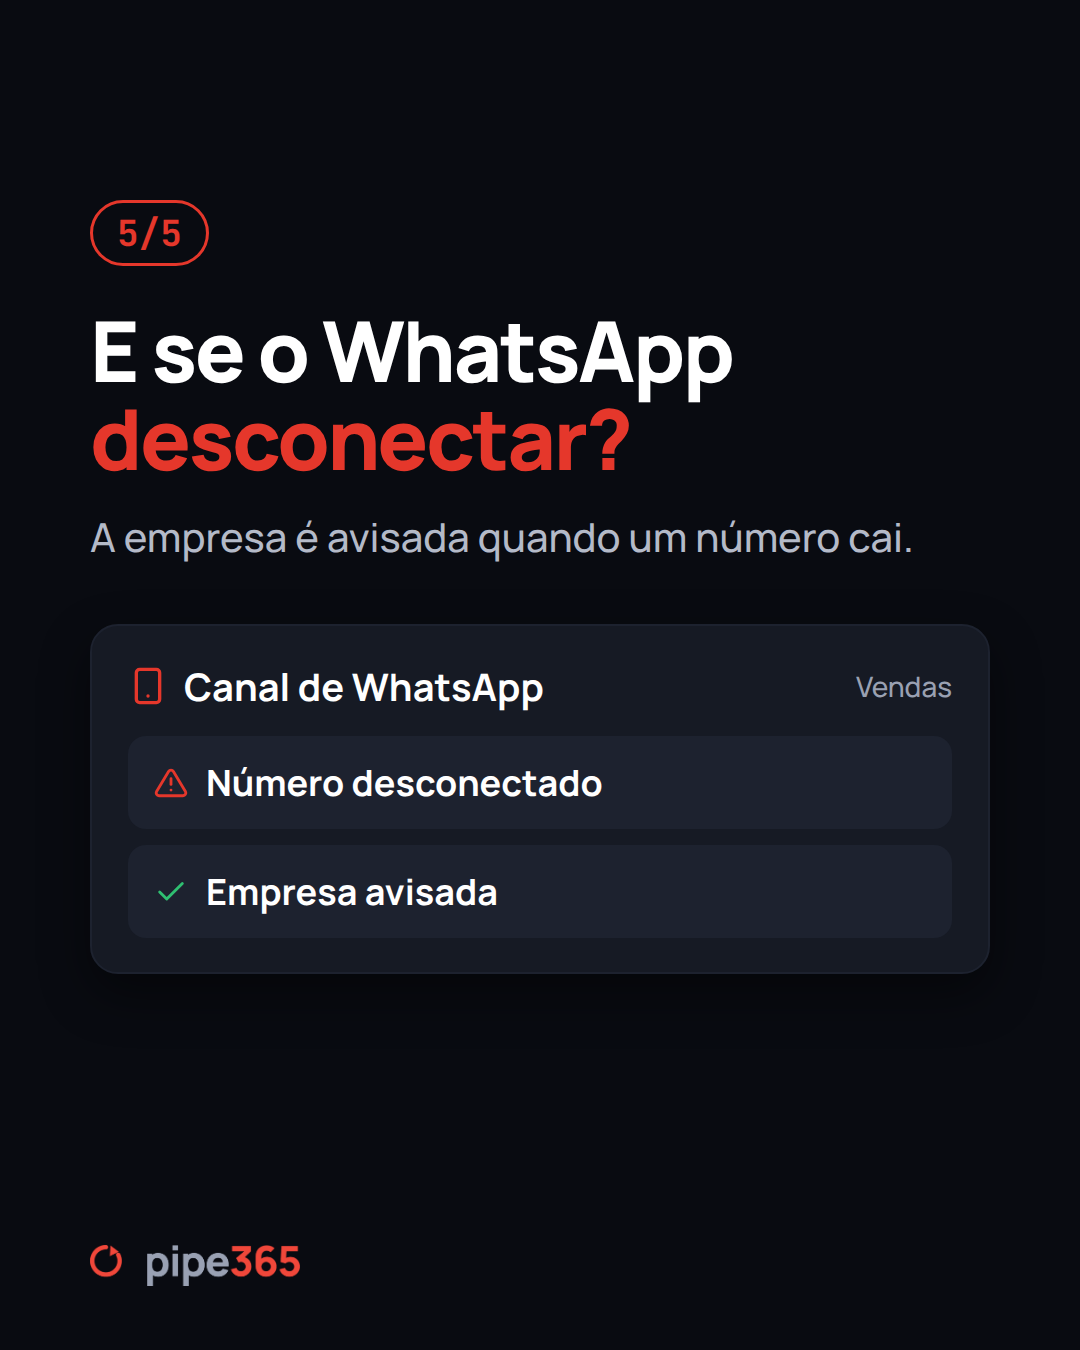 5/5
E se o WhatsApp
desconectar?
A empresa é avisada quando um número cai.
Canal de WhatsApp
Vendas
Número desconectado
Empresa avisada
pipe365